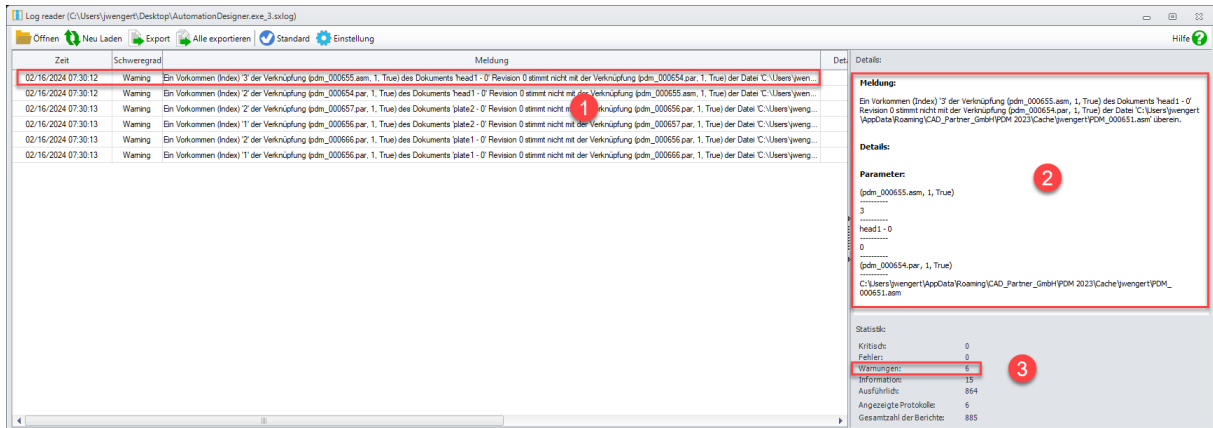 Log reader (C:\Users\jwengert\Desktop\AutomationDesigner.exe_3.sxlog)
Öffnen Neu Laden Export Alle exportieren Standard Einstellung Hilfe
Zeit Schweregrad Meldung Det
02/16/2024 07:30:12 Warning Ein Vorkommen (Index) '3' der Verknüpfung (pdm_000655.asm, 1, True) des Dokuments 'head1 - 0' Revision 0 stimmt nicht mit der Verknüpfung (pdm_000654.par, 1, True) der Datei 'C:\Users\jwen...
02/16/2024 07:30:12 Warning Ein Vorkommen (Index) '2' der Verknüpfung (pdm_000654.par, 1, True) des Dokuments 'head1 - 0' Revision 0 stimmt nicht mit der Verknüpfung (pdm_000655.asm, 1, True) der Datei 'C:\Users\jwen...
02/16/2024 07:30:13 Warning Ein Vorkommen (Index) '2' der Verknüpfung (pdm_000657.par, 1, True) des Dokuments 'plate2 - 0' Revision 0 stimmt nicht mit der Verknüpfung (pdm_000656.par, 1, True) der Datei 'C:\Users\jweng...
02/16/2024 07:30:13 Warning Ein Vorkommen (Index) '1' der Verknüpfung (pdm_000656.par, 1, True) des Dokuments 'plate2 - 0' Revision 0 stimmt nicht mit der Verknüpfung (pdm_000657.par, 1, True) der Datei 'C:\Users\jweng...
02/16/2024 07:30:13 Warning Ein Vorkommen (Index) '2' der Verknüpfung (pdm_000666.par, 1, True) des Dokuments 'plate1 - 0' Revision 0 stimmt nicht mit der Verknüpfung (pdm_000656.par, 1, True) der Datei 'C:\Users\jweng...
02/16/2024 07:30:13 Warning Ein Vorkommen (Index) '1' der Verknüpfung (pdm_000656.par, 1, True) des Dokuments 'plate1 - 0' Revision 0 stimmt nicht mit der Verknüpfung (pdm_000666.par, 1, True) der Datei 'C:\Users\jweng...
1
Details:
Meldung:
Ein Vorkommen (Index) '3' der Verknüpfung (pdm_000655.asm, 1, True) des Dokuments 'head1 - 0'
Revision 0 stimmt nicht mit der Verknüpfung (pdm_000654.par, 1, True) der Datei 'C:\Users\jwengert
\AppData\Roaming\CAD_Partner_GmbH\PDM 2023\Cache\jwengert\PDM_000651.asm' überein.
Details:
Parameter:
(pdm_000655.asm, 1, True)
----------
3
----------
head1 - 0
----------
0
----------
(pdm_000654.par, 1, True)
----------
C:\Users\jwengert\AppData\Roaming\CAD_Partner_GmbH\PDM 2023\Cache\jwengert\PDM_
000651.asm
2
Statistik:
Kritisch: 0
Fehler: 0
Warnungen: 6
Information: 15
Ausführlich: 864
Angezeigte Protokolle: 6
Gesamtzahl der Berichte: 885
3